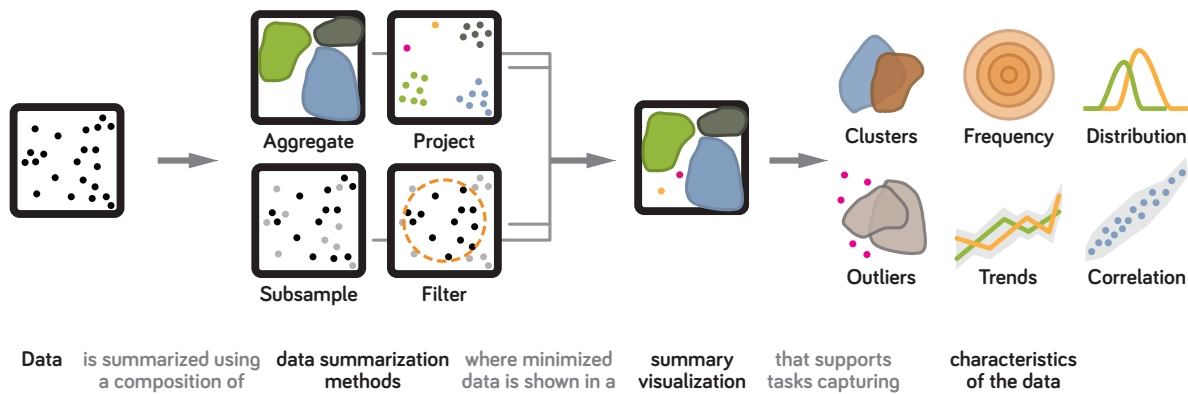 Aggregate
Project
Subsample
Filter
Clusters
Frequency
Distribution
Outliers
Trends
Correlation
Data
is summarized using
a composition of
data summarization
methods
where minimized
data is shown in a
summary
visualization
that supports
tasks capturing
characteristics
of the data